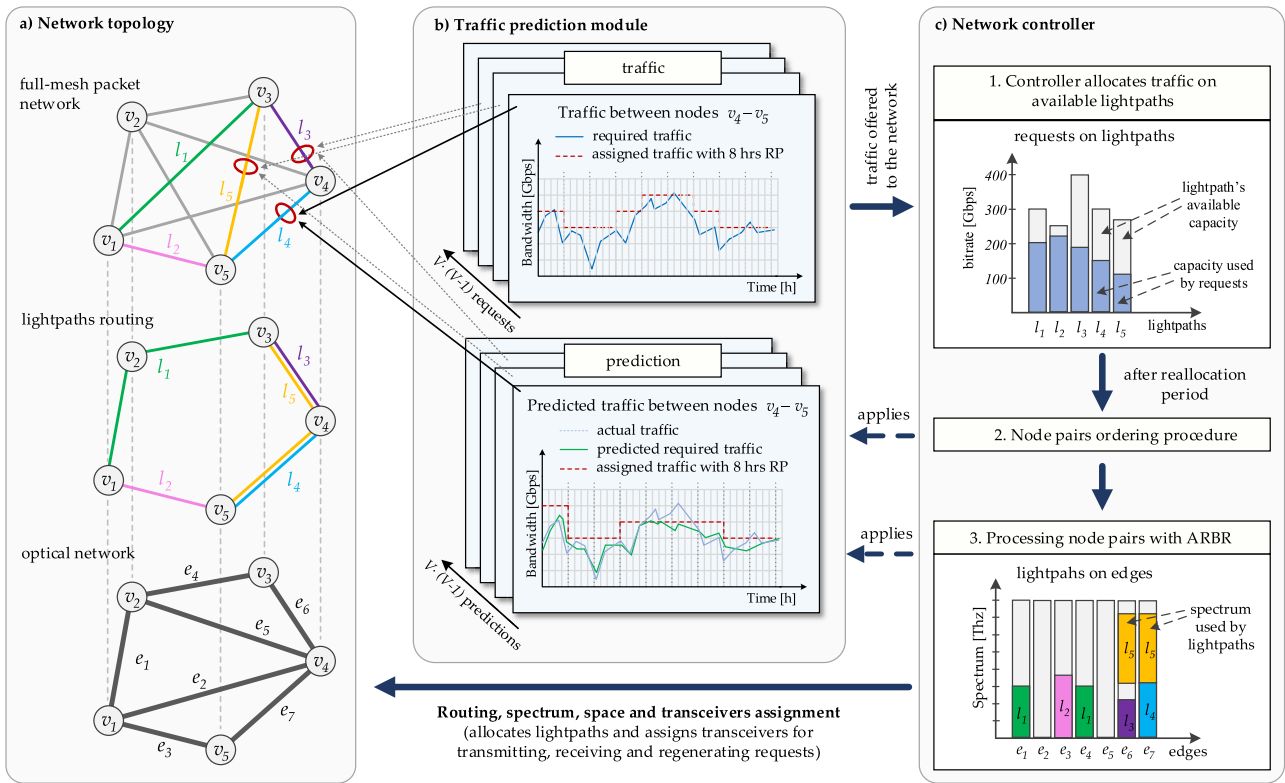 a) Network topology
full-mesh packet
network
v3
v2
l3
l1
v4
l5
l4
v1
l2
v5
lightpaths routing
v3
v2
l3
l1
l5
v4
v1
l2
l4
v5
optical network
e4
v3
v2
e6
e5
e1
v4
e2
e7
v1
e3
v5
b) Traffic prediction module
traffic
Traffic between nodes v4–v5
required traffic
assigned traffic with 8 hrs RP
Bandwidth [Gbps]
Time [h]
V· (V-1) requests
prediction
Predicted traffic between nodes v4–v5
actual traffic
predicted required traffic
assigned traffic with 8 hrs RP
Bandwidth [Gbps]
Time [h]
V· (V-1) predictions
traffic offered
to the network
applies
applies
Routing, spectrum, space and transceivers assignment
(allocates lightpaths and assigns transceivers for
transmitting, receiving and regenerating requests)
c) Network controller
1. Controller allocates traffic on
available lightpaths
requests on lightpaths
400
300
200
100
bitrate [Gbps]
lightpath's
available
capacity
capacity used
by requests
l1 l2 l3 l4 l5 lightpaths
after reallocation
period
2. Node pairs ordering procedure
3. Processing node pairs with ARBR
lightpahs on edges
Spectrum [Thz]
spectrum
used by
lightpaths
l5 l5
l1 l2 l1 l3 l4
e1 e2 e3 e4 e5 e6 e7 edges